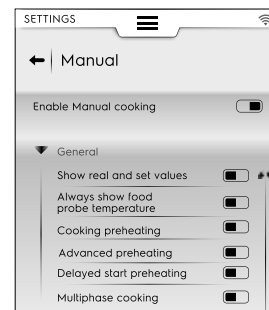 SETTINGS
Manual
Enable Manual cooking
General
Show real and set values
Always show food
probe temperature
Cooking preheating
Advanced preheating
Delayed start preheating
Multiphase cooking